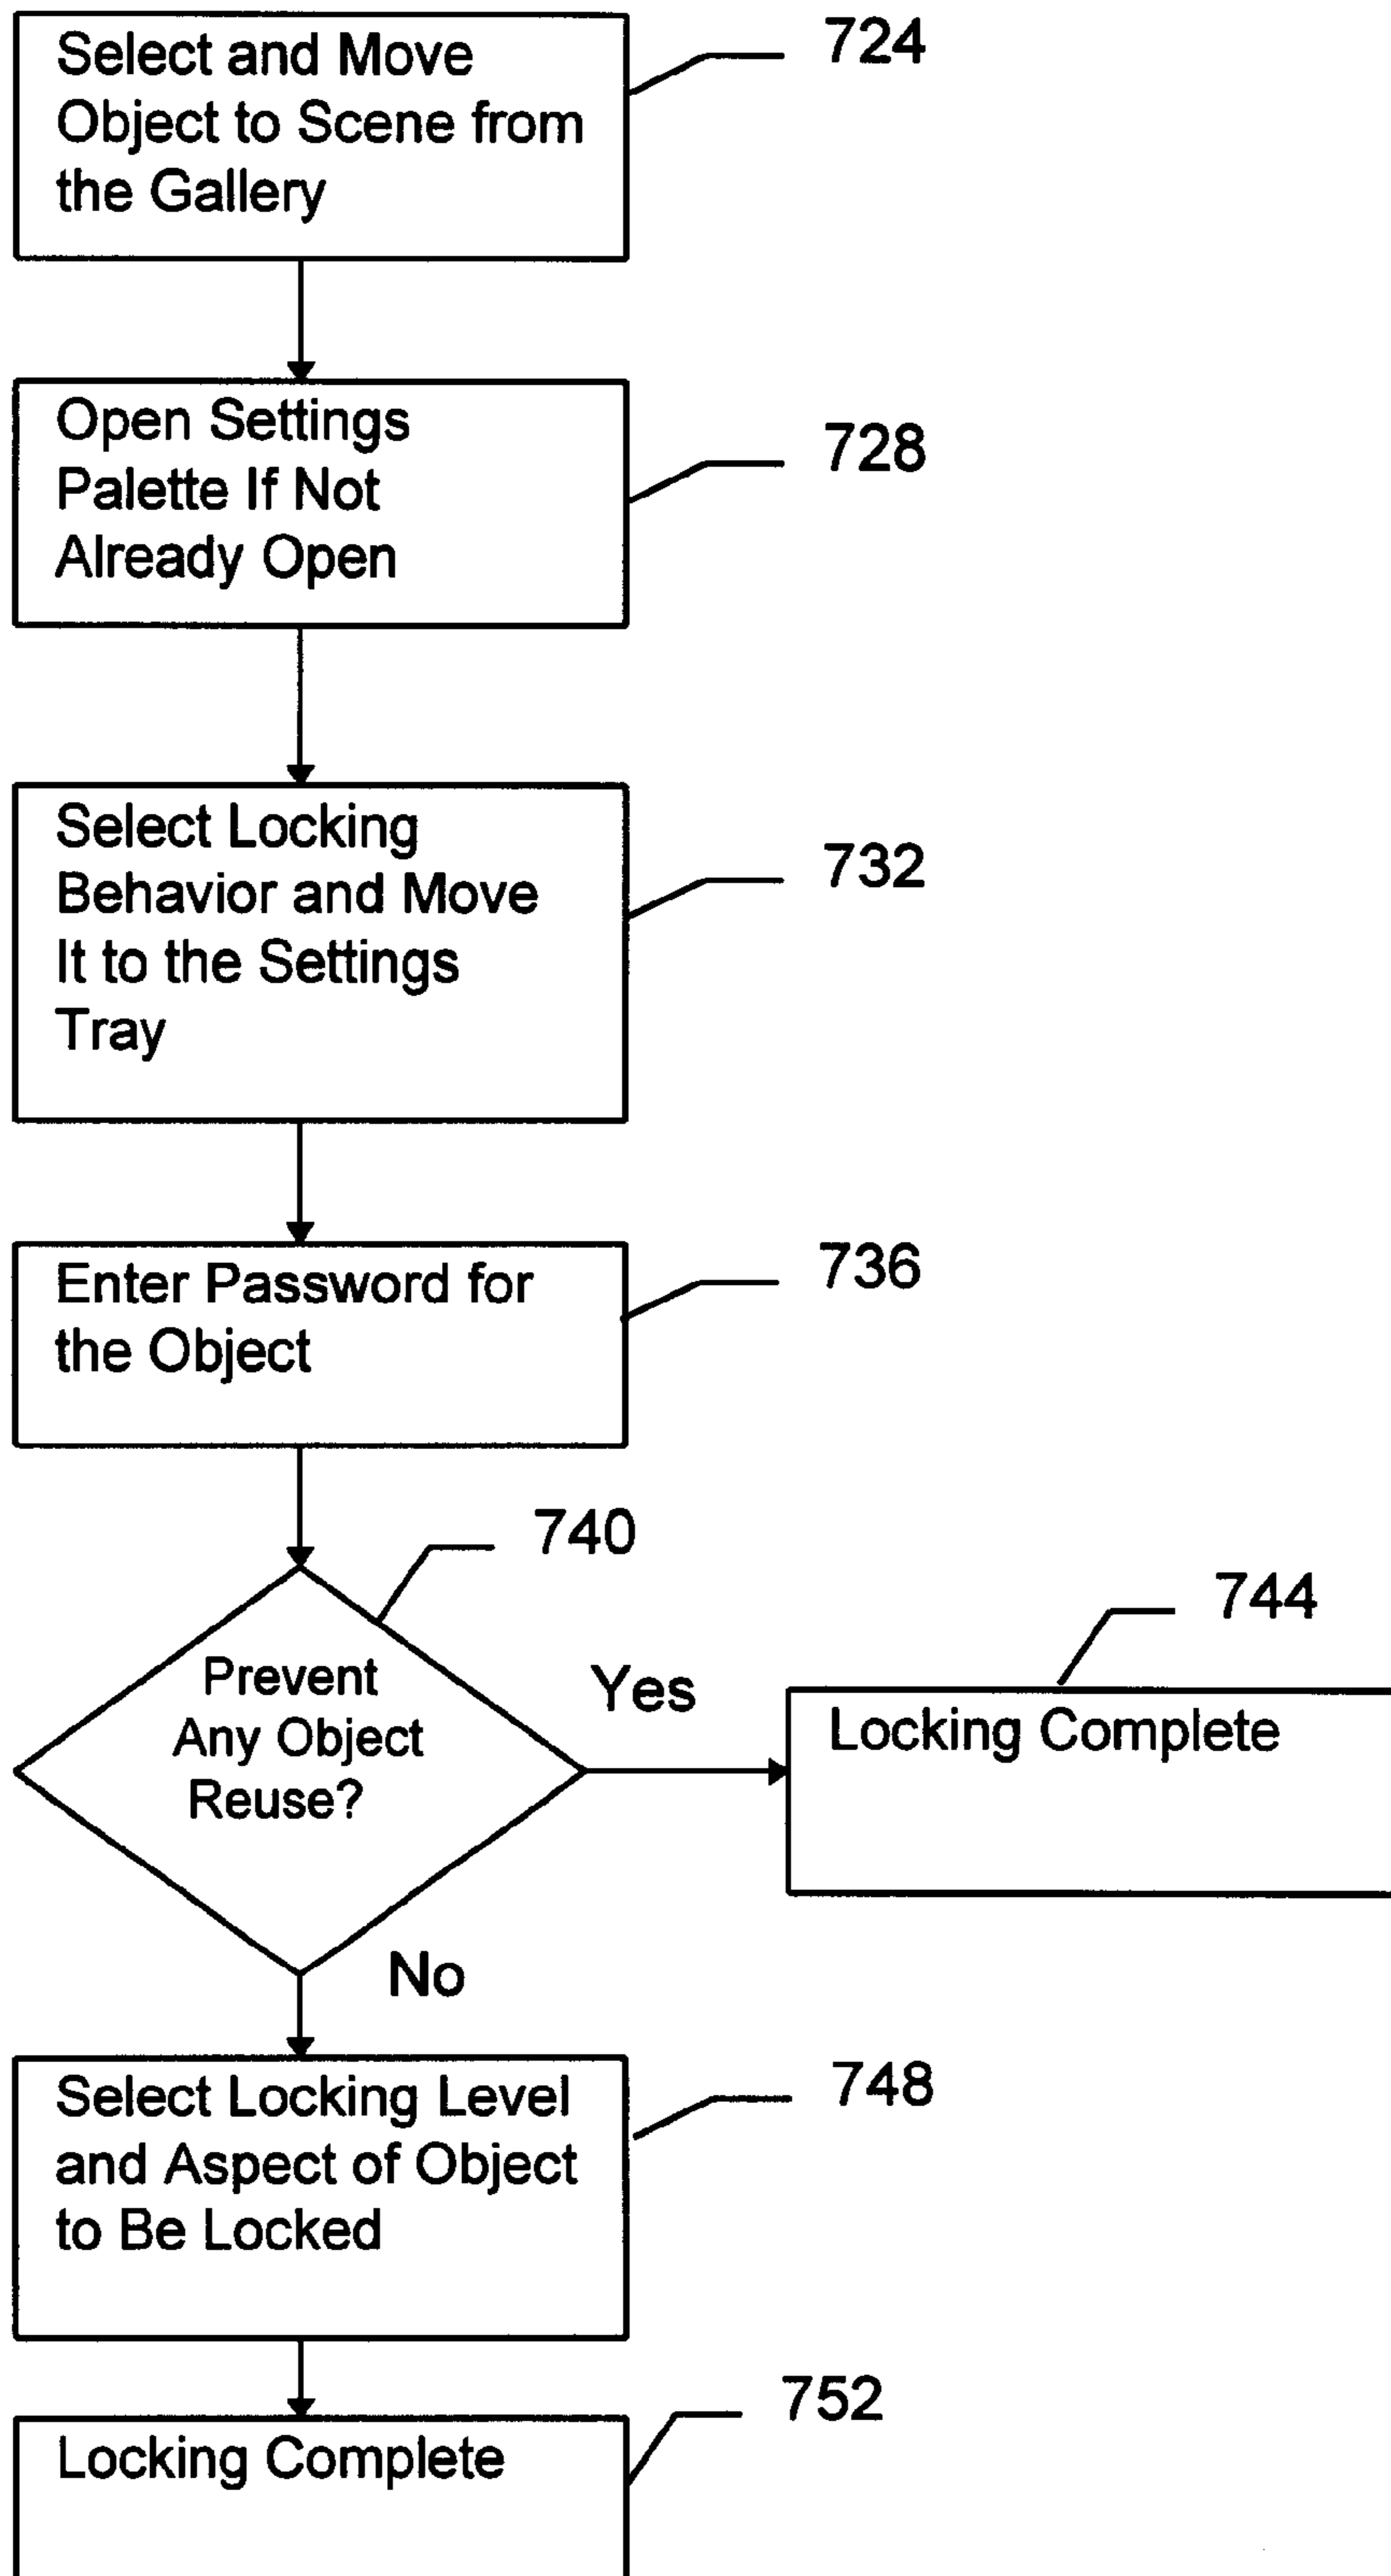 Select and Move
Object to Scene from
the Gallery
724
Open Settings
Palette If Not
Already Open
728
Select Locking
Behavior and Move
It to the Settings
Tray
732
Enter Password for
the Object
736
740
Prevent
Any Object
Reuse?
Yes
744
Locking Complete
No
Select Locking Level
and Aspect of Object
to Be Locked
748
752
Locking Complete